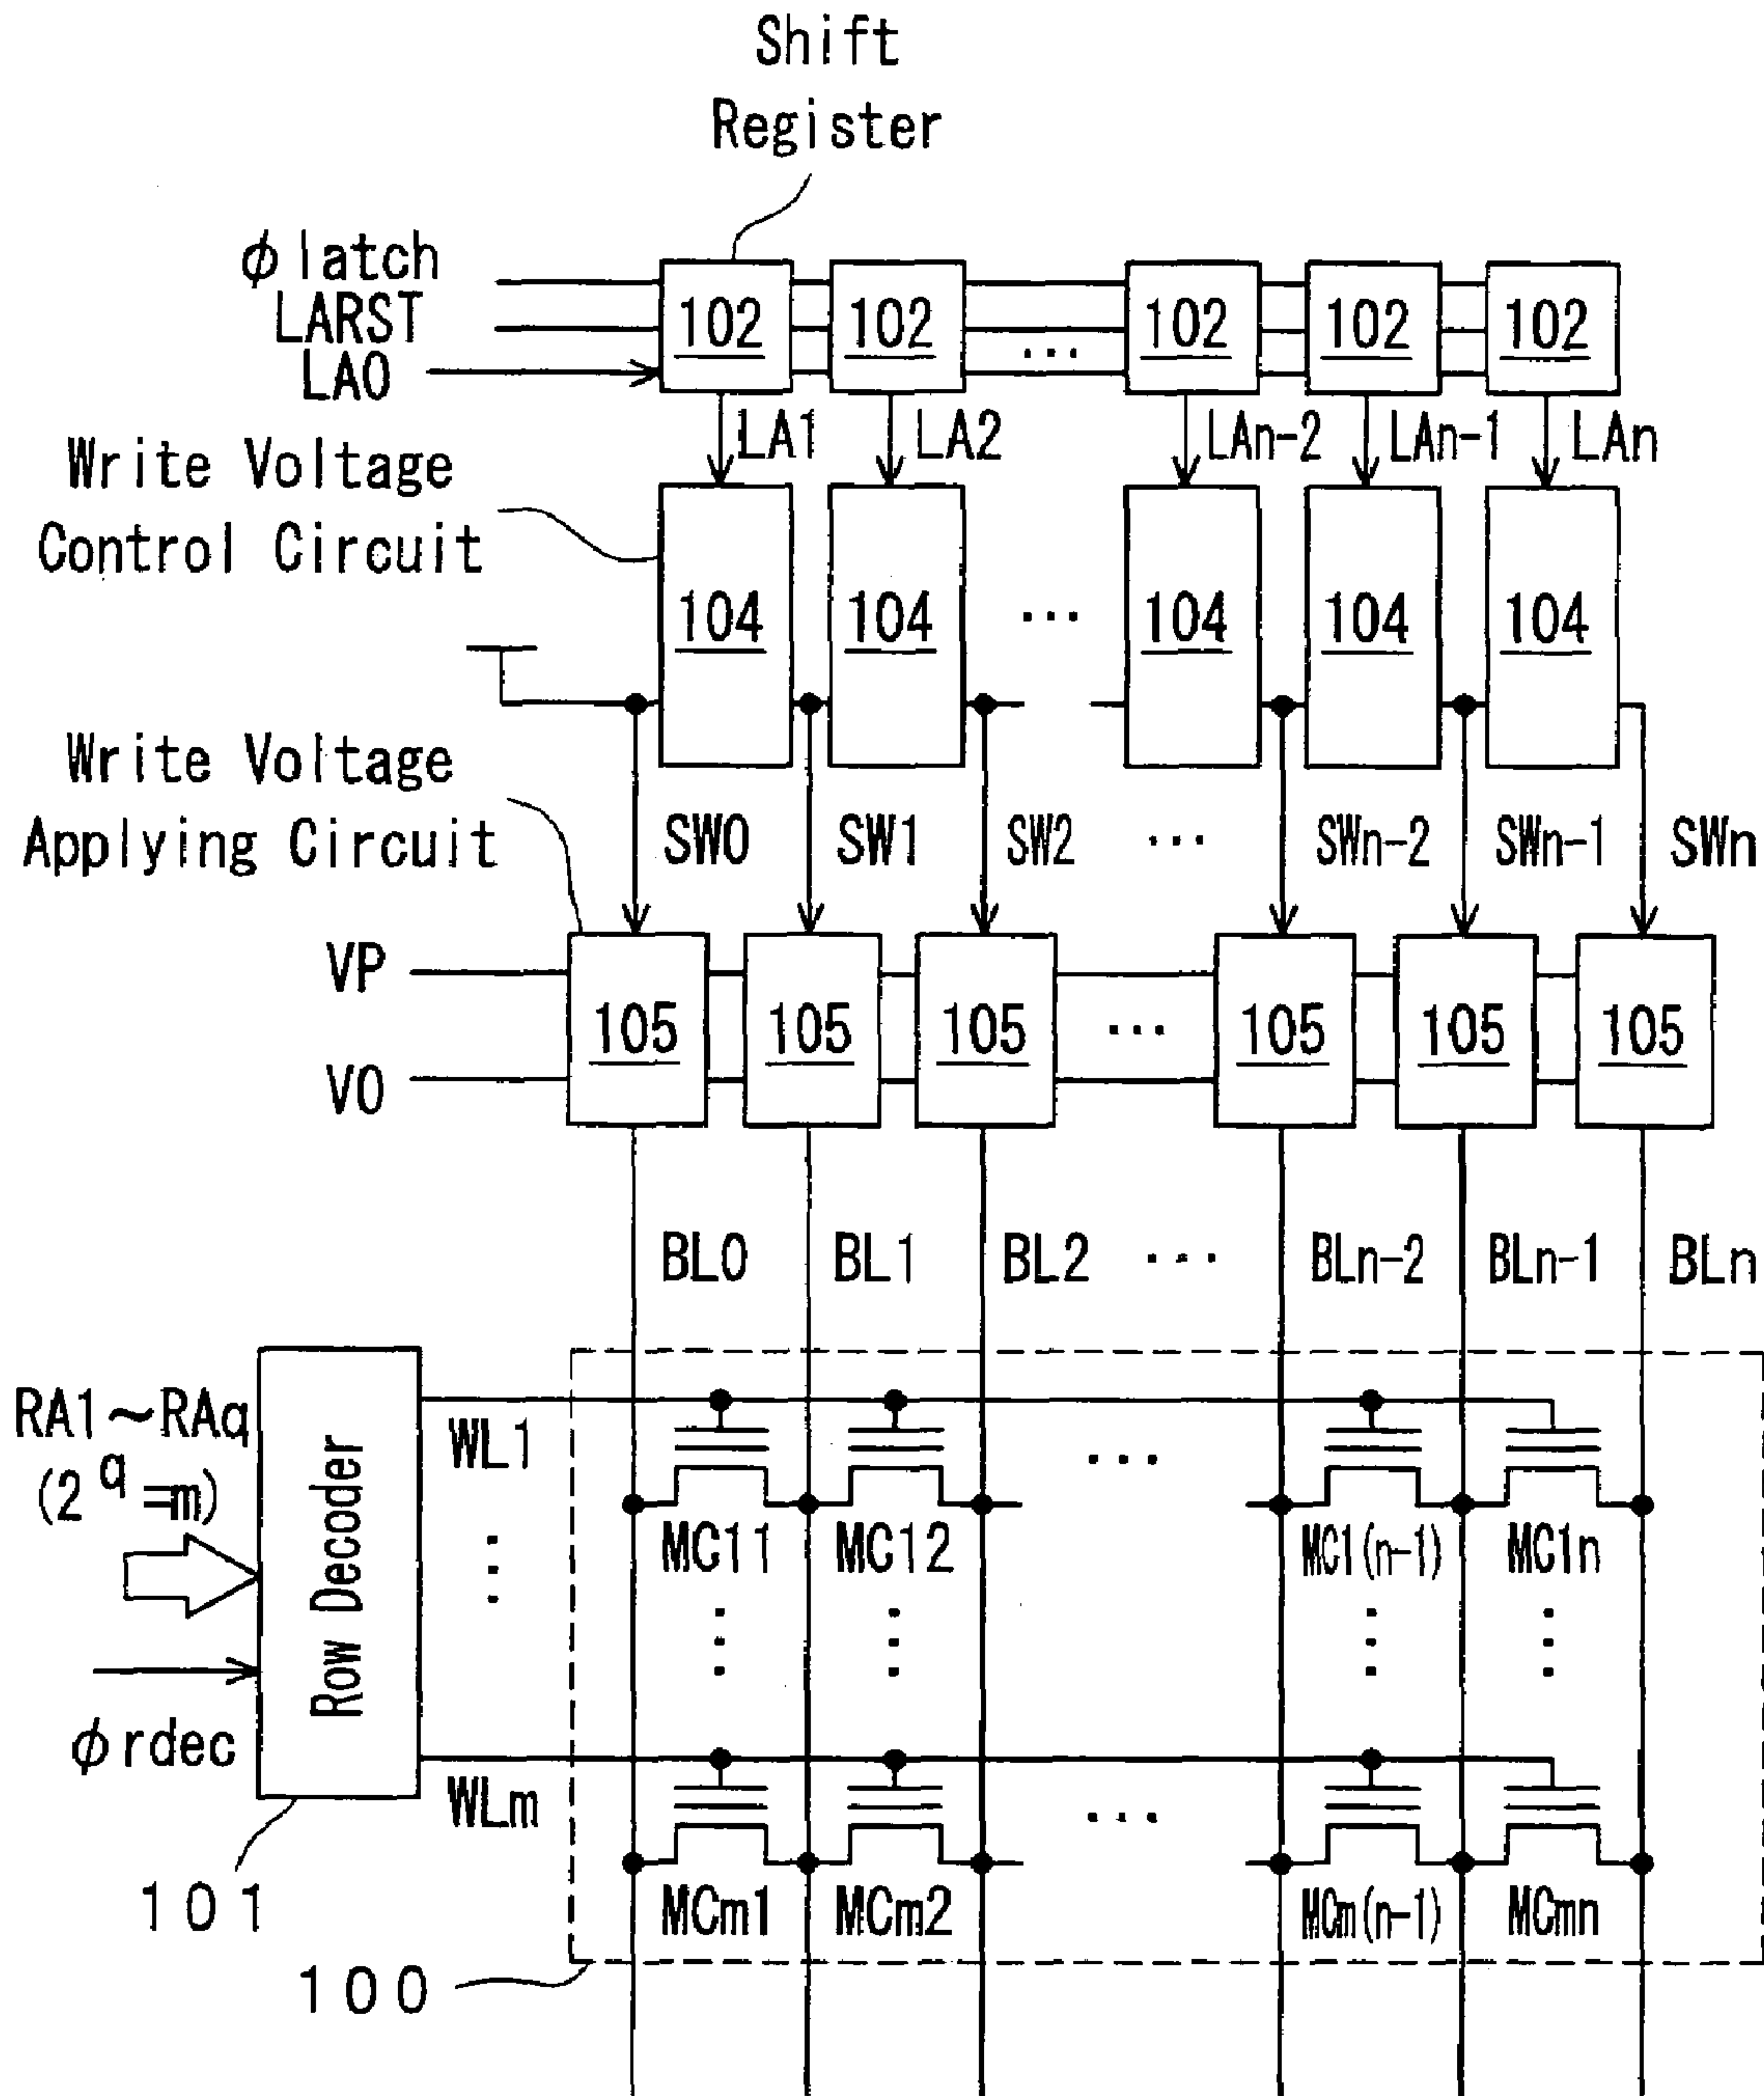 Shift
Register
φlatch
LARST
LA0
102 102 ... 102 102 102
LA1 LA2 LAn-2 LAn-1 LAn
Write Voltage
Control Circuit
104 104 ... 104 104 104
Write Voltage
Applying Circuit
SW0 SW1 SW2 ... SWn-2 SWn-1 SWn
VP
V0
105 105 105 ... 105 105 105
BL0 BL1 BL2 ... BLn-2 BLn-1 BLn
RA1~RAq
(2^q=m)
φrdec
Row Decoder
101
WL1
...
WLm
...
MC11 MC12 MC1(n-1) MC1n
... ... ... ...
...
MCm1 MCm2 MCm(n-1) MCmn
100